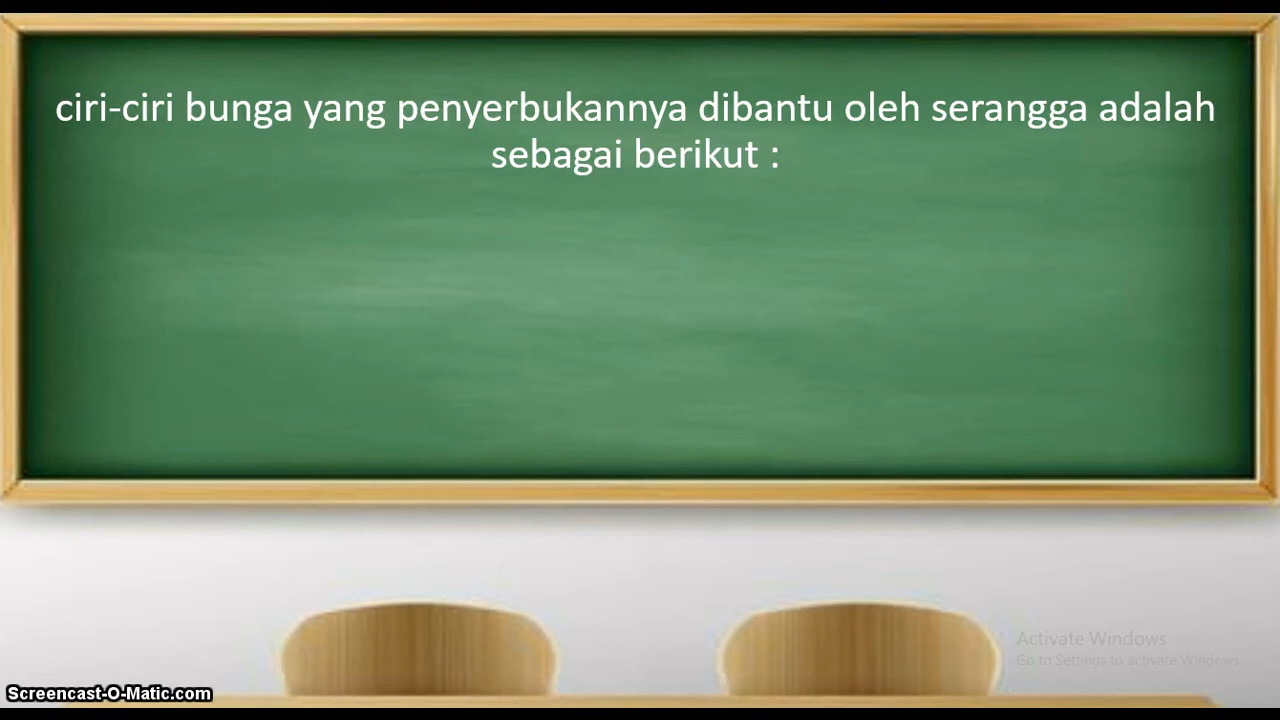 ciri-ciri bunga yang penyerbukannya dibantu oleh serangga adalah
sebagai berikut :
Activate Windows
Go to Settings to activate Windows.
Screencast-O-Matic.com